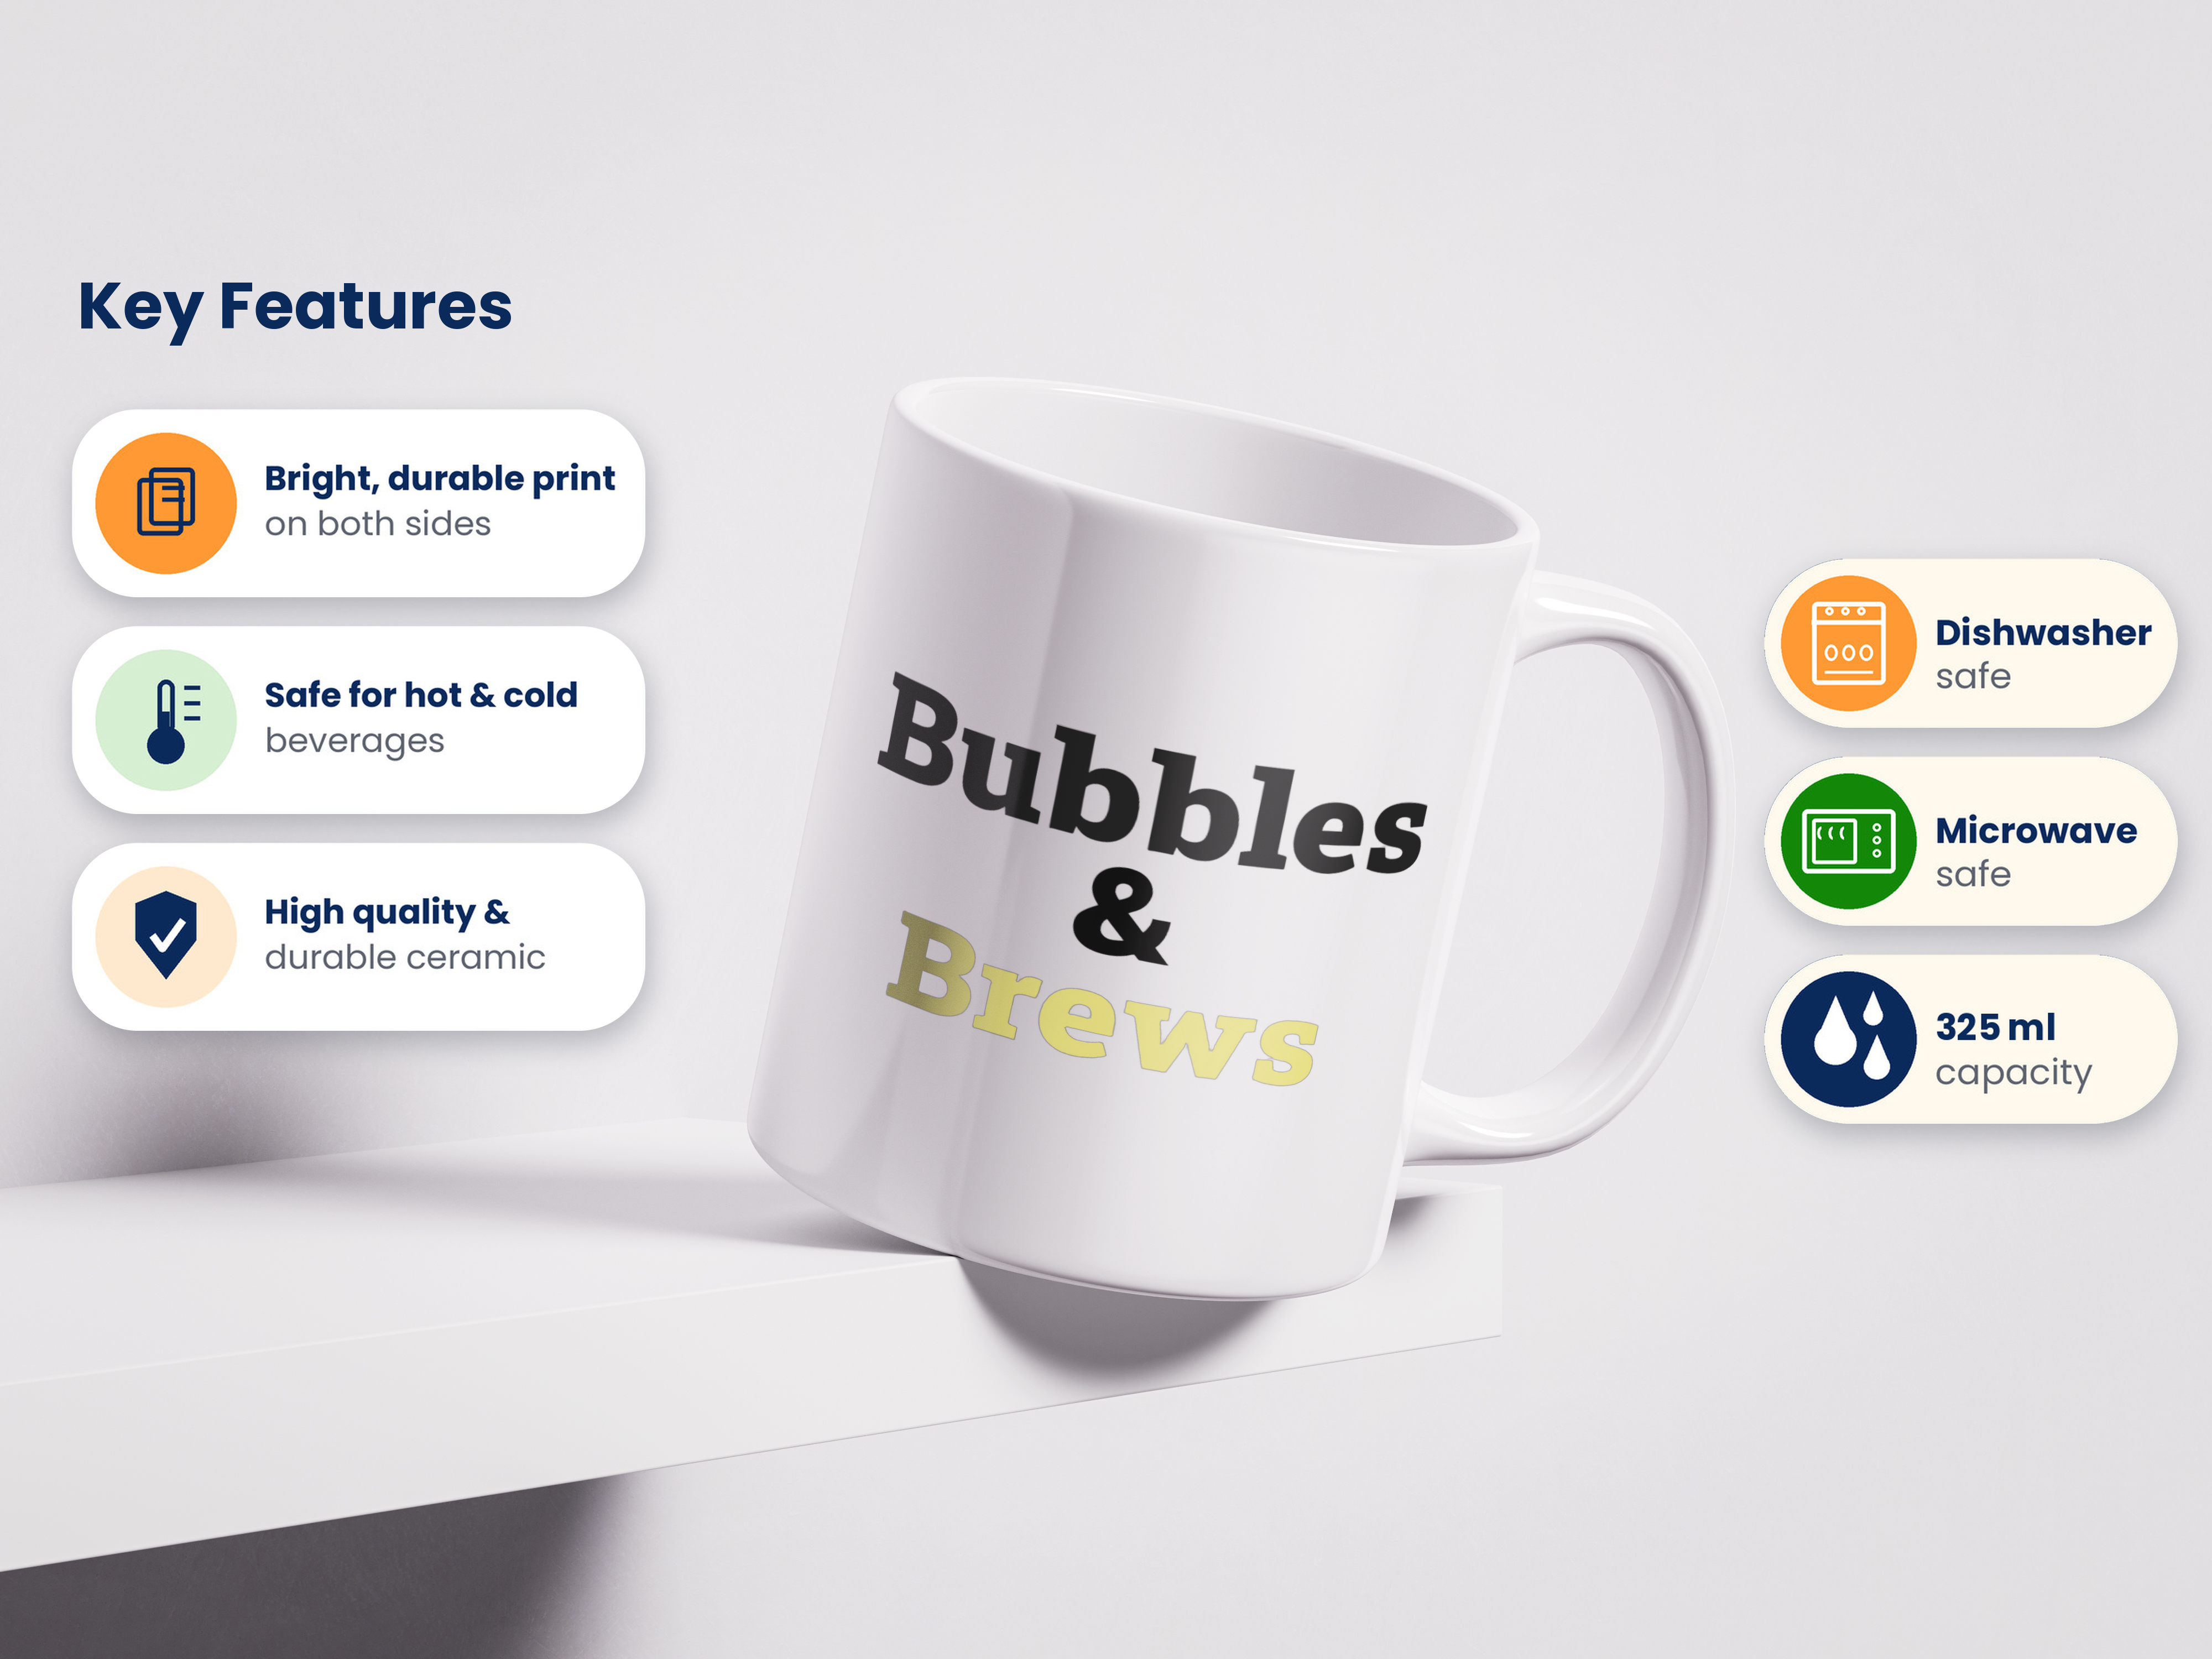 Key Features
Bright, durable print
on both sides
Safe for hot & cold
beverages
High quality &
durable ceramic
Bubbles
&
Brews
Dishwasher
safe
Microwave
safe
325 ml
capacity